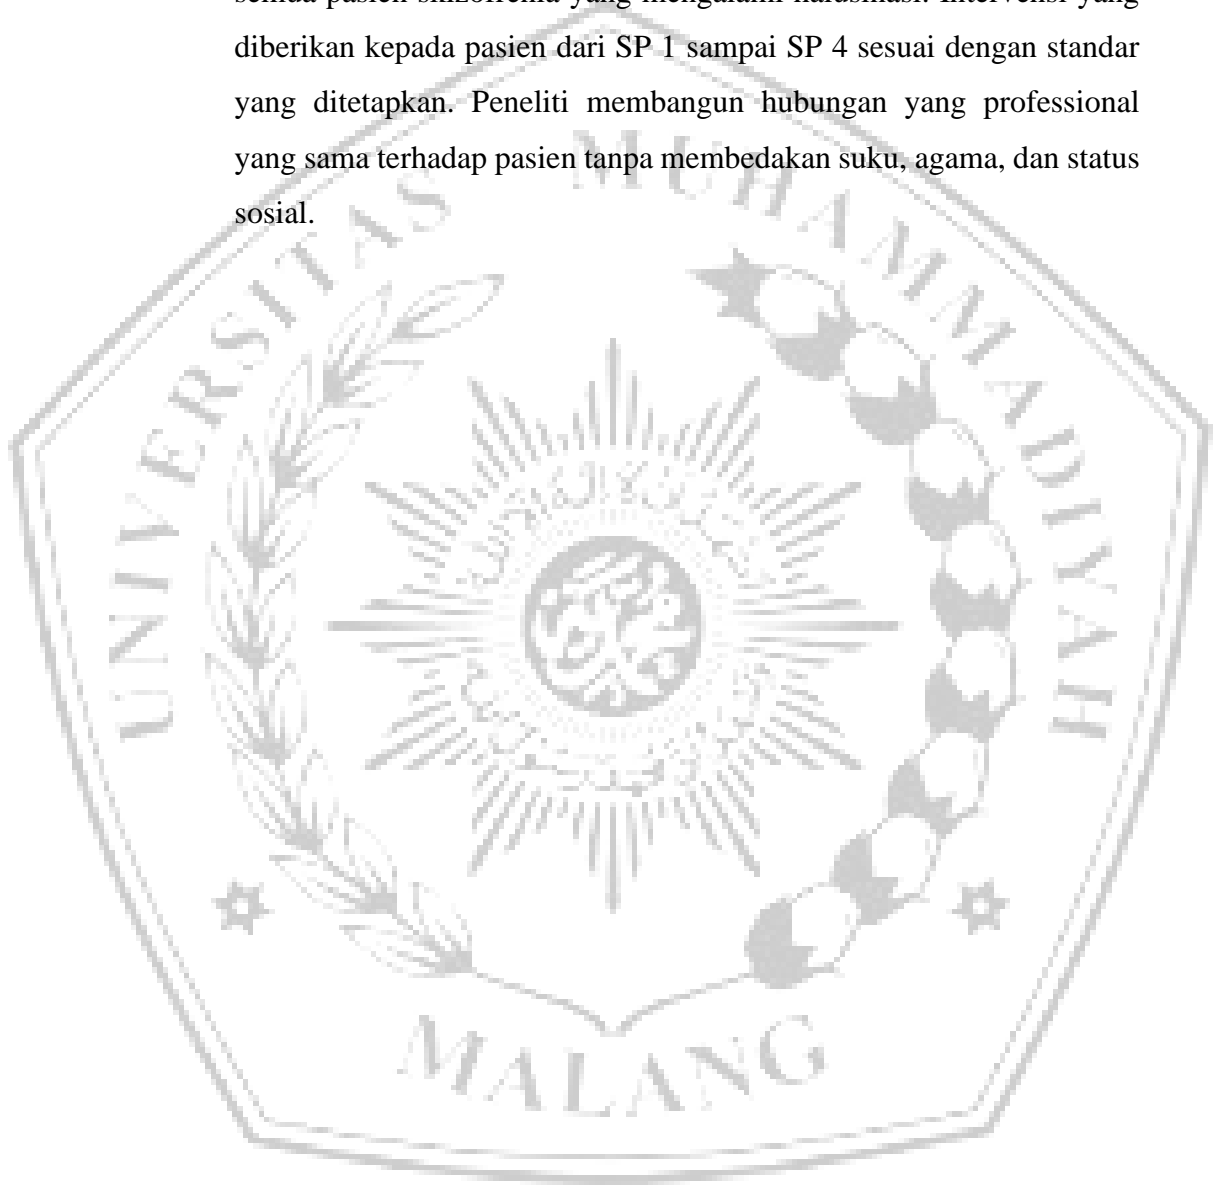 semua pasien skizofrenia yang mengalami halusinasi. Intervensi yang
diberikan kepada pasien dari SP 1 sampai SP 4 sesuai dengan standar
yang ditetapkan. Peneliti membangun hubungan yang professional
yang sama terhadap pasien tanpa membedakan suku, agama, dan status
sosial.
UNIVERSITAS MUHAMMADIYAH
MALANG